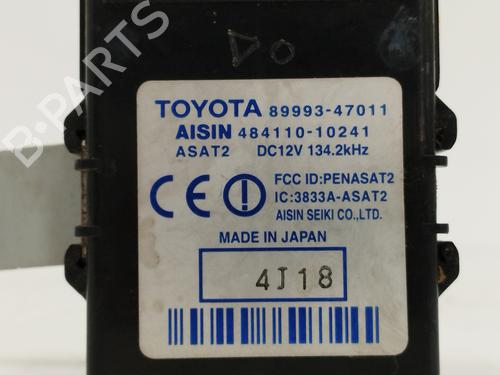 TOYOTA 89993-47011
AISIN 484110-10241
ASAT2 DC12V 134.2kHz
CE
FCC ID:PENASAT2
IC:3833A-ASAT2
AISIN SEIKI CO.,LTD.
MADE IN JAPAN
4J18
B-PARTS